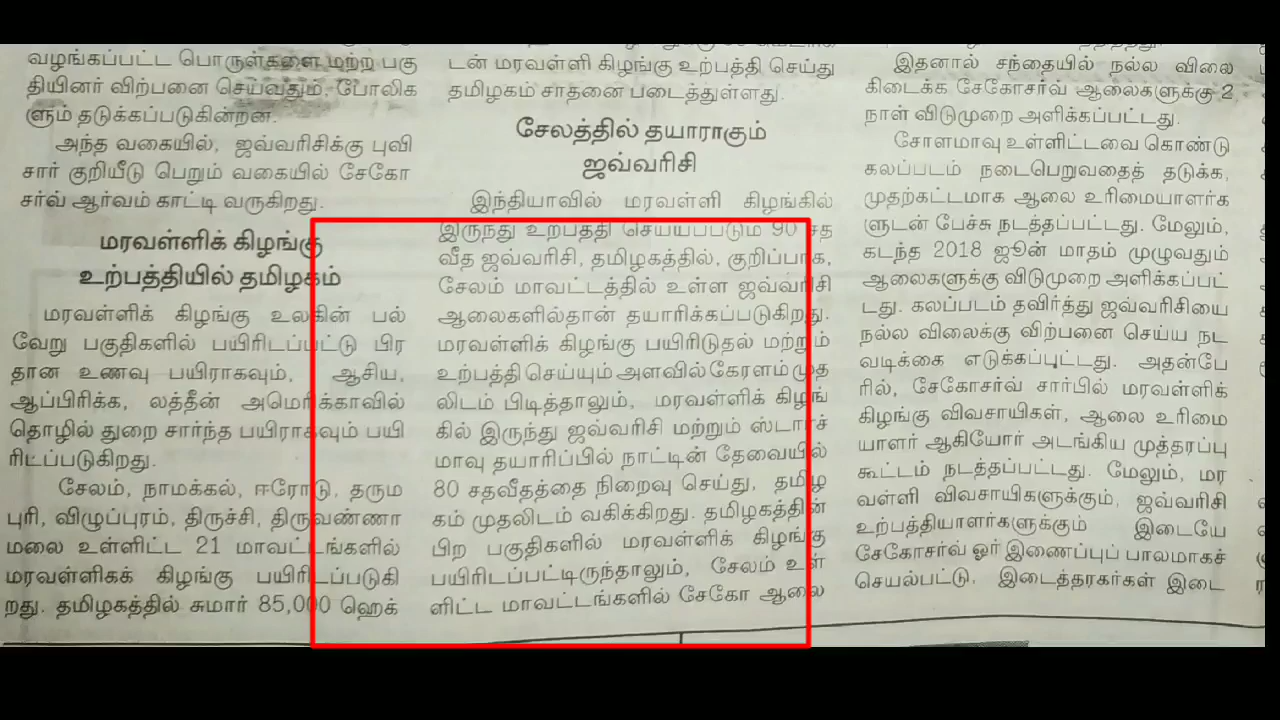 வழங்கப்பட்ட பொருள்களை மற்ற பகு
தியினர் விற்பனை செய்வதும், போலிக
ளும் தடுக்கப்படுகின்றன.
அந்த வகையில், ஜவ்வரிசிக்கு புவி
சார் குறியீடு பெறும் வகையில் சேகோ
சர்வ் ஆர்வம் காட்டி வருகிறது.
மரவள்ளிக் கிழங்கு
உற்பத்தியில் தமிழகம்
மரவள்ளிக் கிழங்கு உலகின் பல்
வேறு பகுதிகளில் பயிரிடப்பட்டு பிர
தான உணவு பயிராகவும், ஆசிய,
ஆப்பிரிக்க, லத்தீன் அமெரிக்காவில்
தொழில் துறை சார்ந்த பயிராகவும் பயி
ரிடப்படுகிறது.
சேலம், நாமக்கல், ஈரோடு, தரும
புரி, விழுப்புரம், திருச்சி, திருவண்ணா
மலை உள்ளிட்ட 21 மாவட்டங்களில்
மரவள்ளிகக் கிழங்கு பயிரிடப்படுகி
றது. தமிழகத்தில் சுமார் 85,000 ஹெக்
டன் மரவள்ளி கிழங்கு உற்பத்தி செய்து
தமிழகம் சாதனை படைத்துள்ளது.
சேலத்தில் தயாராகும்
ஜவ்வரிசி
இந்தியாவில் மரவள்ளி கிழங்கில்
இருந்து உற்பத்தி செய்யப்படும் 90 சத
வீத ஜவ்வரிசி, தமிழகத்தில், குறிப்பாக,
சேலம் மாவட்டத்தில் உள்ள ஜவ்வரிசி
ஆலைகளில்தான் தயாரிக்கப்படுகிறது.
மரவள்ளிக் கிழங்கு பயிரிடுதல் மற்றும்
உற்பத்தி செய்யும் அளவில் கேரளம் முத
லிடம் பிடித்தாலும், மரவள்ளிக் கிழங்
கில் இருந்து ஜவ்வரிசி மற்றும் ஸ்டார்ச்
மாவு தயாரிப்பில் நாட்டின் தேவையில்
80 சதவீதத்தை நிறைவு செய்து, தமிழ
கம் முதலிடம் வகிக்கிறது. தமிழகத்தின்
பிற பகுதிகளில் மரவள்ளிக் கிழங்கு
பயிரிடப்பட்டிருந்தாலும், சேலம் உள்
ளிட்ட மாவட்டங்களில் சேகோ ஆலை
இதனால் சந்தையில் நல்ல விலை
கிடைக்க சேகோசர்வ் ஆலைகளுக்கு 2
நாள் விடுமுறை அளிக்கப்பட்டது.
சோளமாவு உள்ளிட்டவை கொண்டு
கலப்படம் நடைபெறுவதைத் தடுக்க,
முதற்கட்டமாக ஆலை உரிமையாளர்க
ளுடன் பேச்சு நடத்தப்பட்டது. மேலும்,
கடந்த 2018 ஜூன் மாதம் முழுவதும்
ஆலைகளுக்கு விடுமுறை அளிக்கப்பட்
டது. கலப்படம் தவிர்த்து ஜவ்வரிசியை
நல்ல விலைக்கு விற்பனை செய்ய நட
வடிக்கை எடுக்கப்பட்டது. அதன்பே
ரில், சேகோசர்வ் சார்பில் மரவள்ளிக்
கிழங்கு விவசாயிகள், ஆலை உரிமை
யாளர் ஆகியோர் அடங்கிய முத்தரப்பு
கூட்டம் நடத்தப்பட்டது. மேலும், மர
வள்ளி விவசாயிகளுக்கும், ஜவ்வரிசி
உற்பத்தியாளர்களுக்கும் இடையே
சேகோசர்வ் ஓர் இணைப்புப் பாலமாகச்
செயல்பட்டு, இடைத்தரகர்கள் இடை